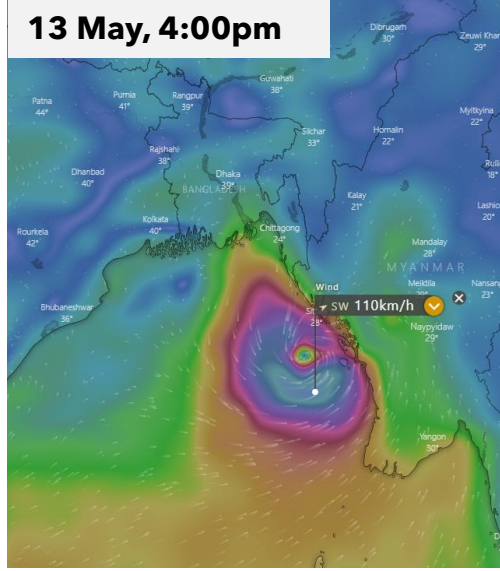 13 May, 4:00pm
Dibrugarh
30°
Zeuwi Khar
29°
Guwahati
38°
Patna
44°
Purnia
41°
Rangpur
39°
Myitkyina
22°
Silchar
33°
Homalin
22°
Rajshahi
38°
Dhanbad
40°
Dhaka
39°
BANGLADESH
Kalay
21°
Lashio
20°
Kolkata
40°
Chittagong
24°
Rourkela
42°
Mandalay
28°
MYANMAR
Meiktila
Nansang
23°
Wind
SW 110km/h
28°
Bhubaneshwar
36°
Naypyidaw
29°
Yangon
30°